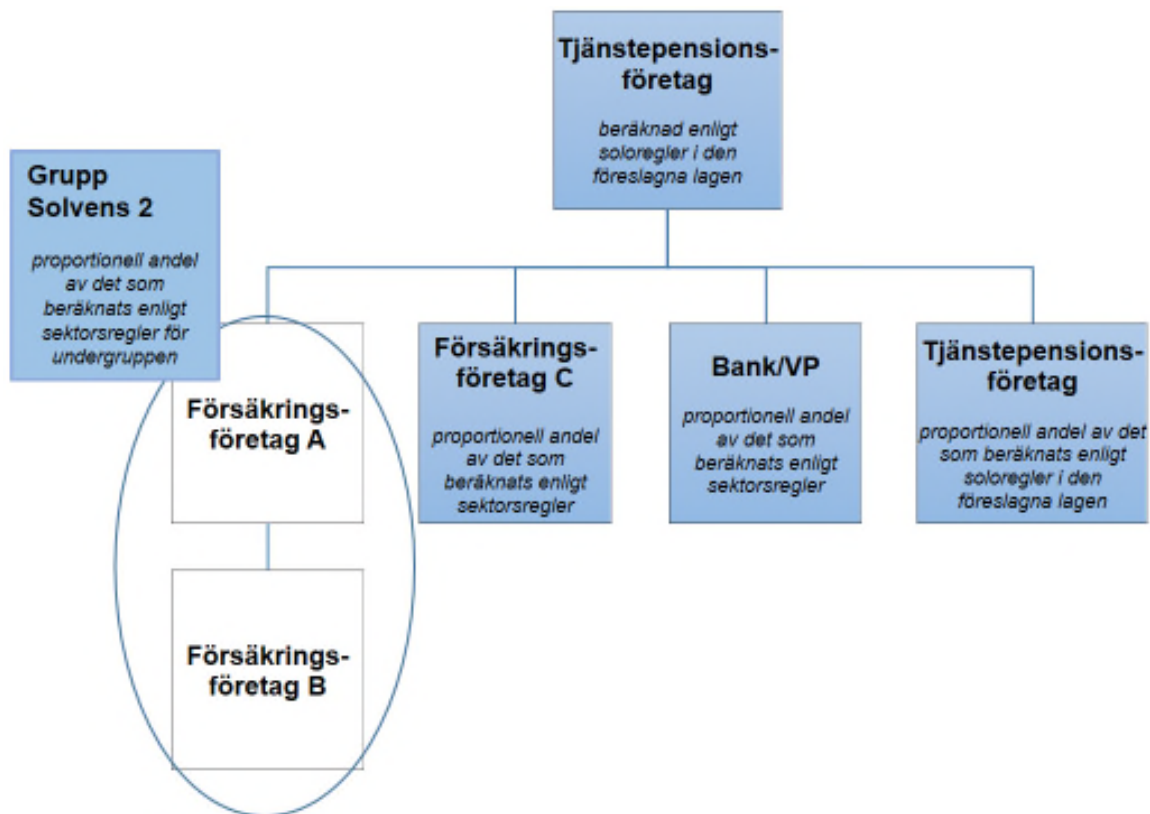 Tjänstepensions-
företag
beräknad enligt
soloregler i den
föreslagna lagen
Grupp
Solvens 2
proportionell andel
av det som
beräknats enligt
sektorsregler för
undergruppen
Försäkrings-
företag A
Försäkrings-
företag B
Försäkrings-
företag C
proportionell andel
av det som
beräknats enligt
sektorsregler
Bank/VP
proportionell andel
av det som
beräknats enligt
sektorsregler
Tjänstepensions-
företag
proportionell andel av det
som beräknats enligt
soloregler i den
föreslagna lagen